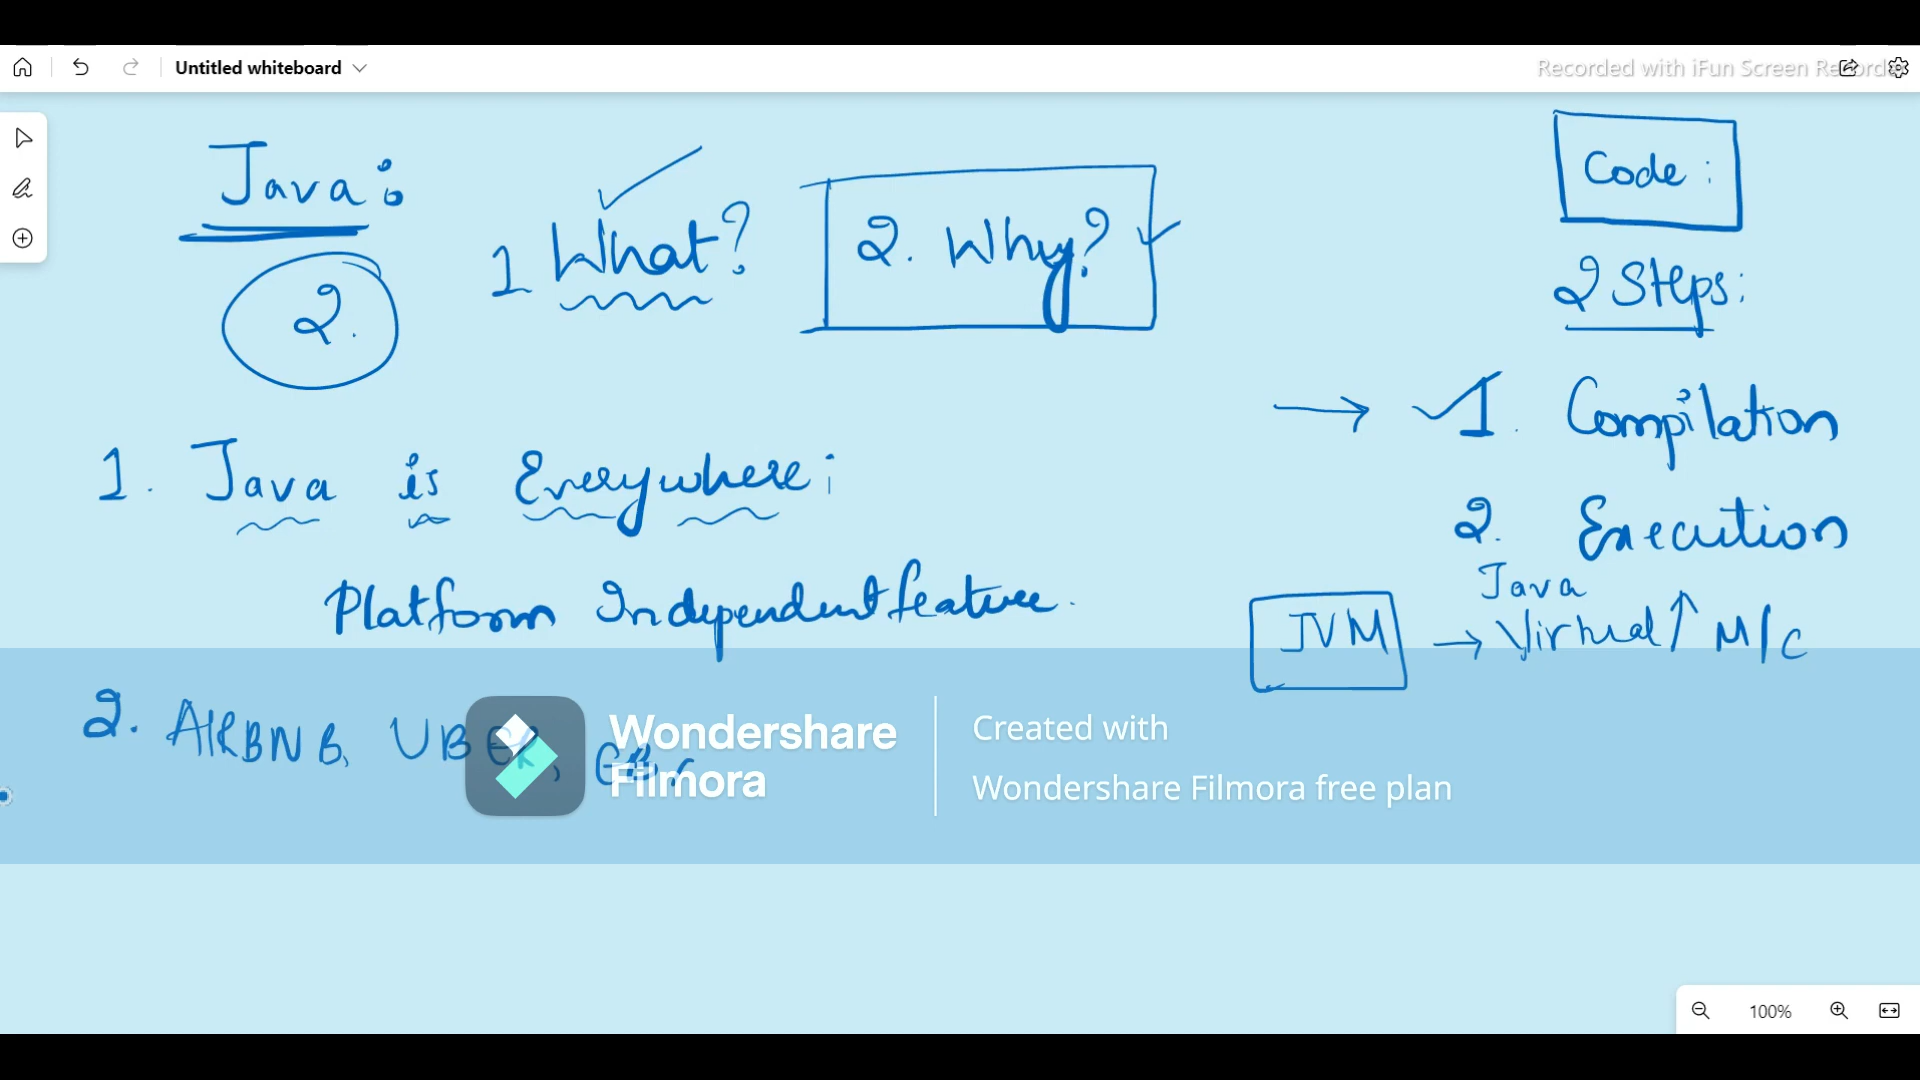 Untitled whiteboard
Recorded with iFun Screen Recorder
Java:
1 What?
2. Why?
2.
Code:
2 Steps:
1. Compilation
2. Execution
1. Java is Everywhere:
Platform Independent feature.
JVM → Java Virtual M/C
2. AIRBNB, UBER,
Wondershare
Filmora
Created with
Wondershare Filmora free plan
100%